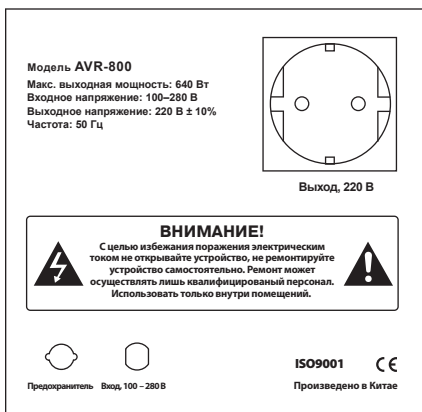 Модель AVR-800
Макс. выходная мощность: 640 Вт
Входное напряжение: 100–280 В
Выходное напряжение: 220 В ± 10%
Частота: 50 Гц
Выход, 220 В
ВНИМАНИЕ!
С целью избежания поражения электрическим
током не открывайте устройство, не ремонтируйте
устройство самостоятельно. Ремонт может
осуществлять лишь квалифицированый персонал.
Использовать только внутри помещений.
Предохранитель Вход, 100 – 280 В
ISO9001 CE
Произведено в Китае